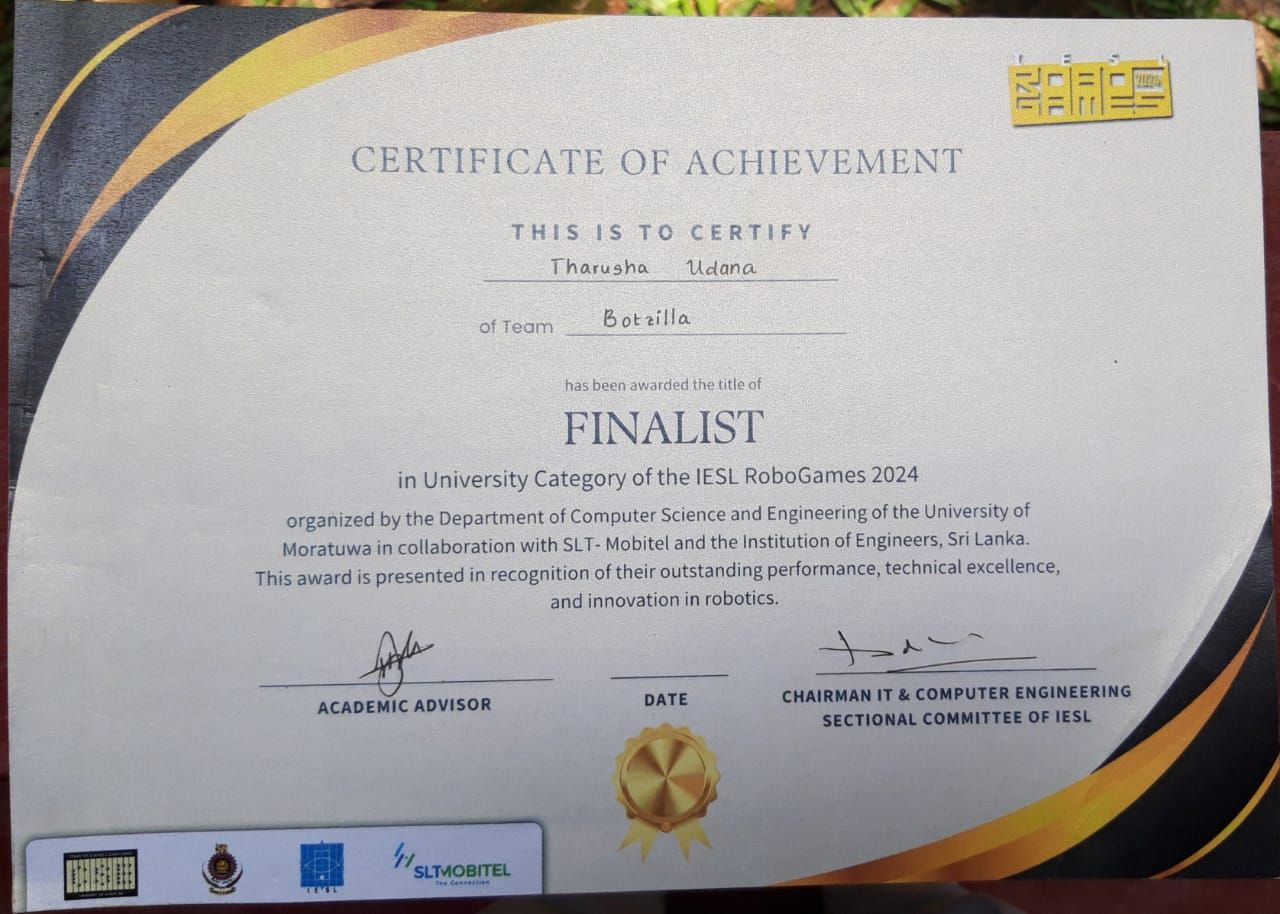 IESL
ROBO 2024
GAMES
CERTIFICATE OF ACHIEVEMENT
THIS IS TO CERTIFY
Tharusha Udana
of Team Botzilla
has been awarded the title of
FINALIST
in University Category of the IESL RoboGames 2024
organized by the Department of Computer Science and Engineering of the University of
Moratuwa in collaboration with SLT- Mobitel and the Institution of Engineers, Sri Lanka.
This award is presented in recognition of their outstanding performance, technical excellence,
and innovation in robotics.
ACADEMIC ADVISOR
DATE
CHAIRMAN IT & COMPUTER ENGINEERING
SECTIONAL COMMITTEE OF IESL
IESL
SLTMOBITEL
The Connection